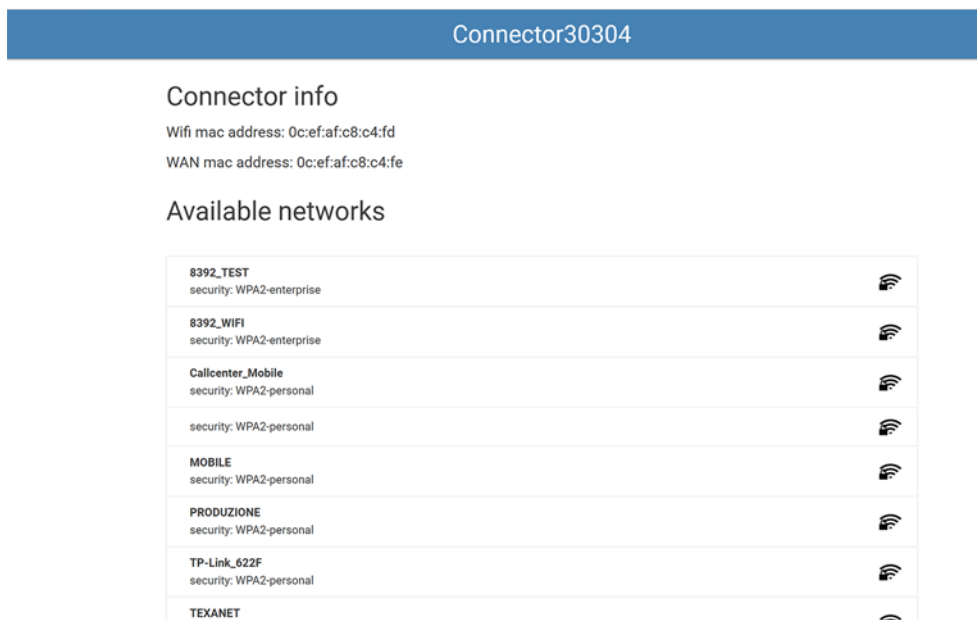 Connector30304
Connector info
Wifi mac address: 0c:ef:af:c8:c4:fd
WAN mac address: 0c:ef:af:c8:c4:fe
Available networks
8392_TEST
security: WPA2-enterprise
8392_WIFI
security: WPA2-enterprise
Callcenter_Mobile
security: WPA2-personal
security: WPA2-personal
MOBILE
security: WPA2-personal
PRODUZIONE
security: WPA2-personal
TP-Link_622F
security: WPA2-personal
TEXANET